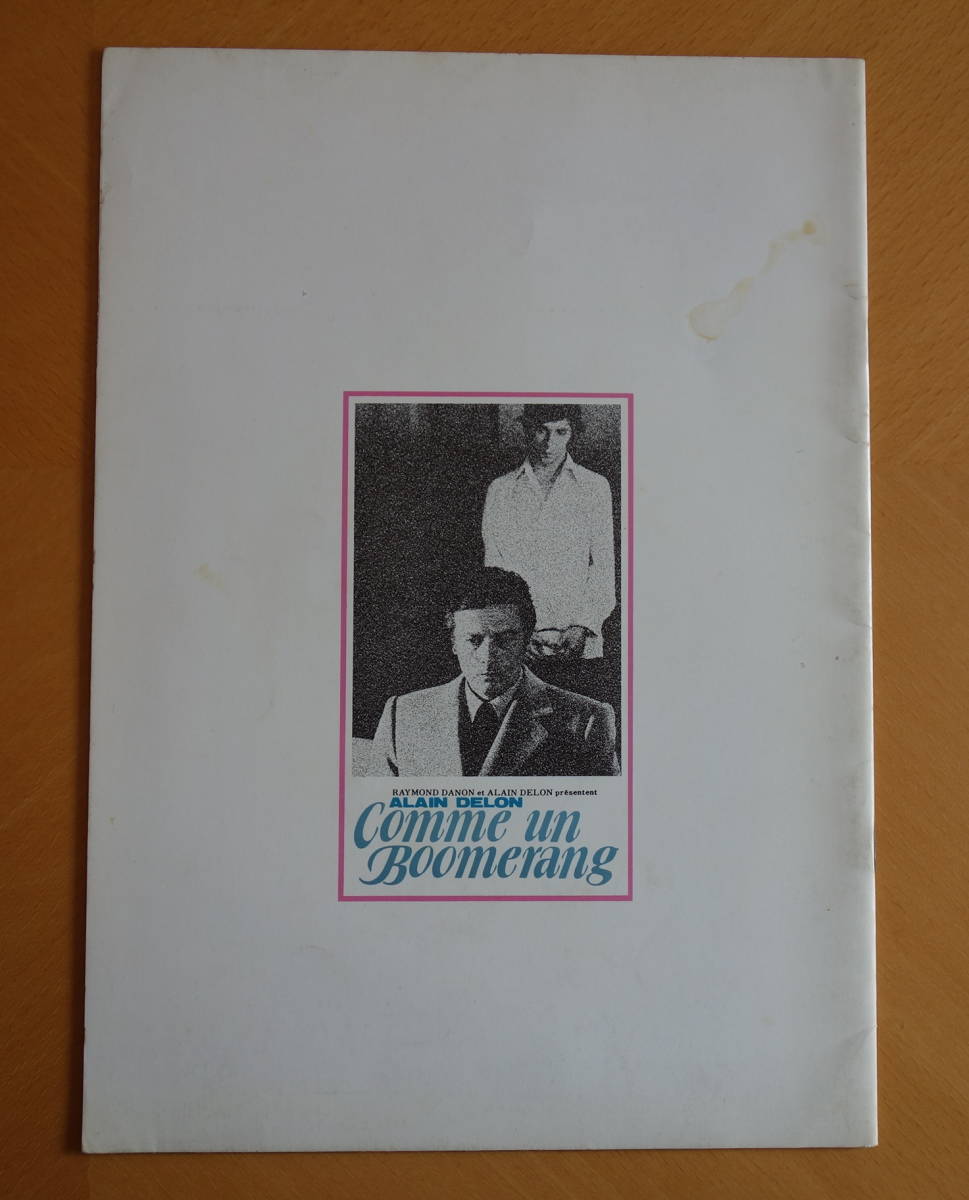 RAYMOND DANON et ALAIN DELON présentent
ALAIN DELON
Comme un
Boomerang